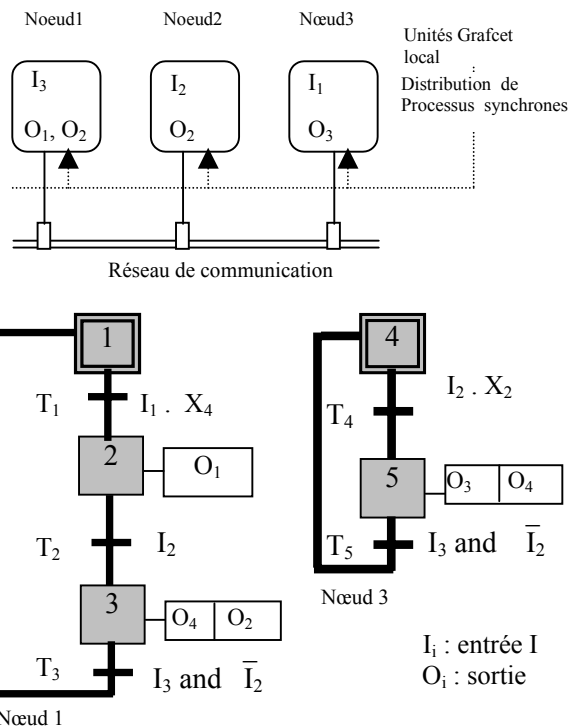 Noeud1 Noeud2 Nœud3
Unités Grafcet
local
Distribution de
Processus synchrones
I₃ I₂ I₁
O₁, O₂ O₂ O₃
Réseau de communication
1 4
T₁ I₁ . X₄
I₂ . X₂
T₄
2 O₁
5 O₃ O₄
T₂ I₂
T₅ I₃ and I̅₂
Nœud 3
3 O₄ O₂
Iᵢ : entrée I
Oᵢ : sortie
T₃ I₃ and I̅₂
Nœud 1